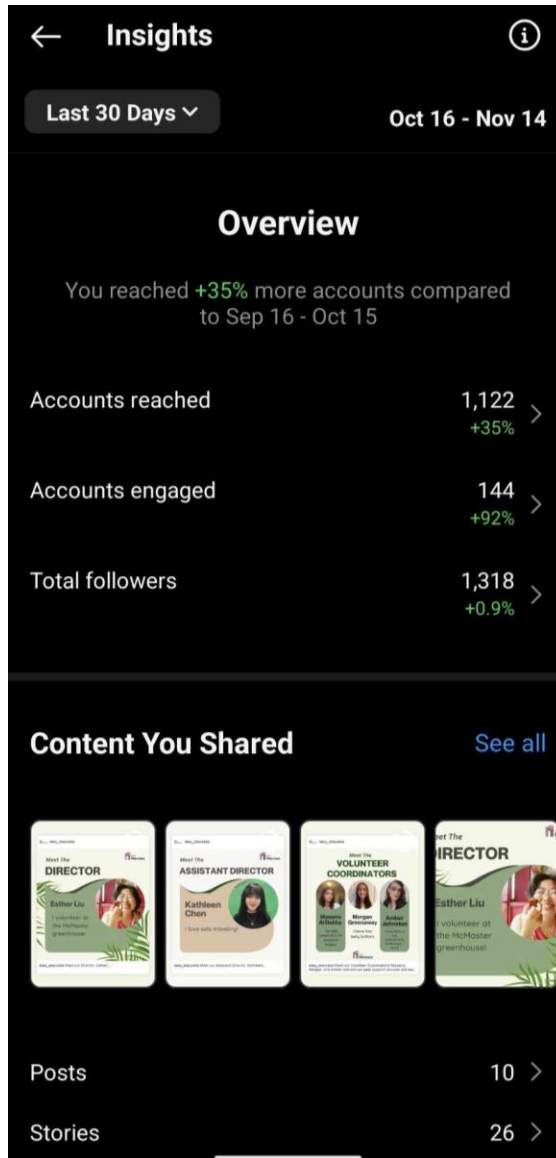 Insights
Last 30 Days
Oct 16 - Nov 14
Overview
You reached +35% more accounts compared
to Sep 16 - Oct 15
Accounts reached
1,122
+35%
Accounts engaged
144
+92%
Total followers
1,318
+0.9%
Content You Shared
See all
Meet The
DIRECTOR
Esther Liu
I volunteer at
the McMaster
greenhouse!
Meet The
ASSISTANT DIRECTOR
Kathleen
Chen
I love solo travelling!
Meet The
VOLUNTEER
COORDINATORS
Morgan
Greenaway
Amber
Johnston
et The
IRECTOR
Esther Liu
I volunteer at
the McMaster
greenhouse!
Posts
10
Stories
26